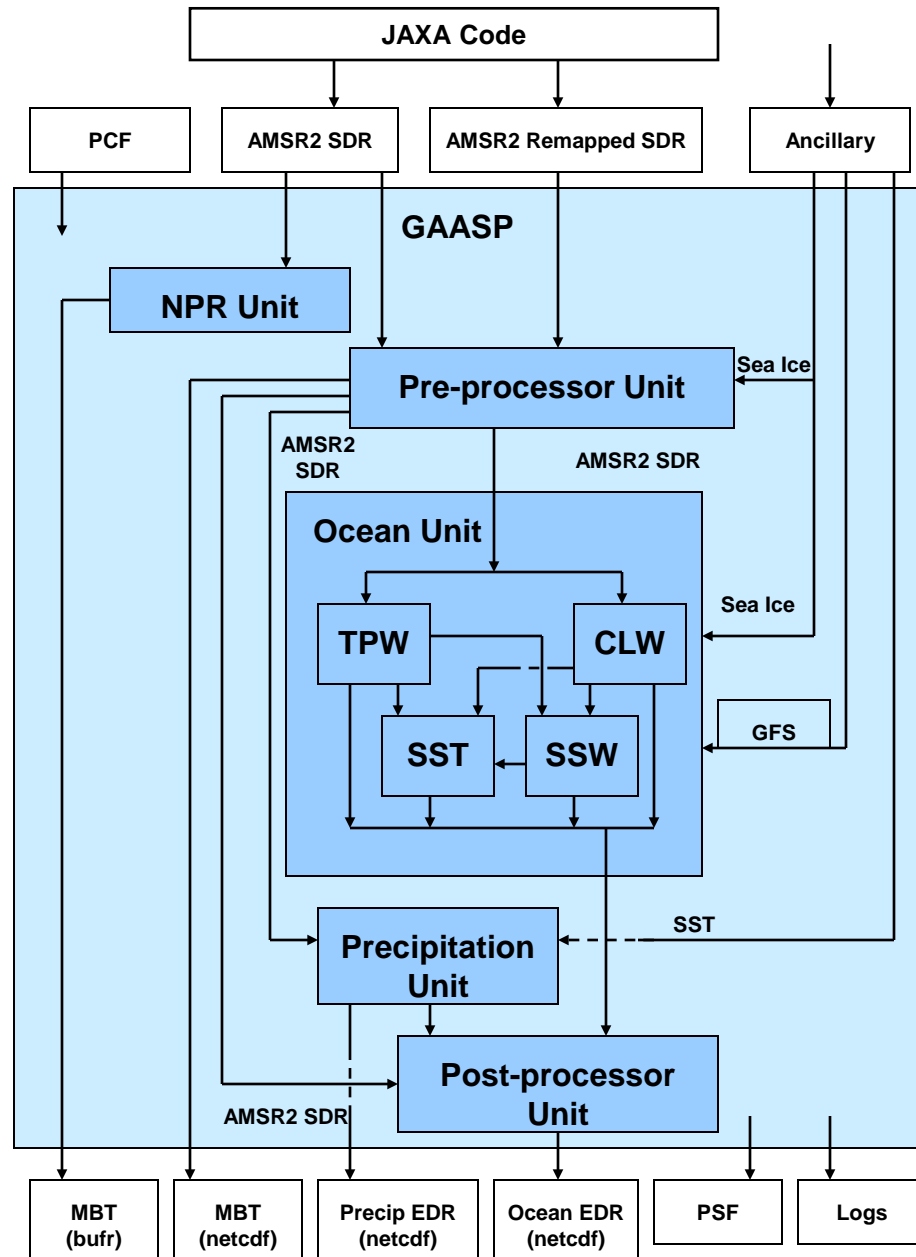 JAXA Code
PCF
AMSR2 SDR
AMSR2 Remapped SDR
Ancillary
GAASP
NPR Unit
Sea Ice
Pre-processor Unit
AMSR2
SDR
AMSR2 SDR
Ocean Unit
Sea Ice
TPW
CLW
GFS
SST
SSW
SST
Precipitation
Unit
Post-processor
Unit
AMSR2 SDR
MBT
(bufr)
MBT
(netcdf)
Precip EDR
(netcdf)
Ocean EDR
(netcdf)
PSF
Logs